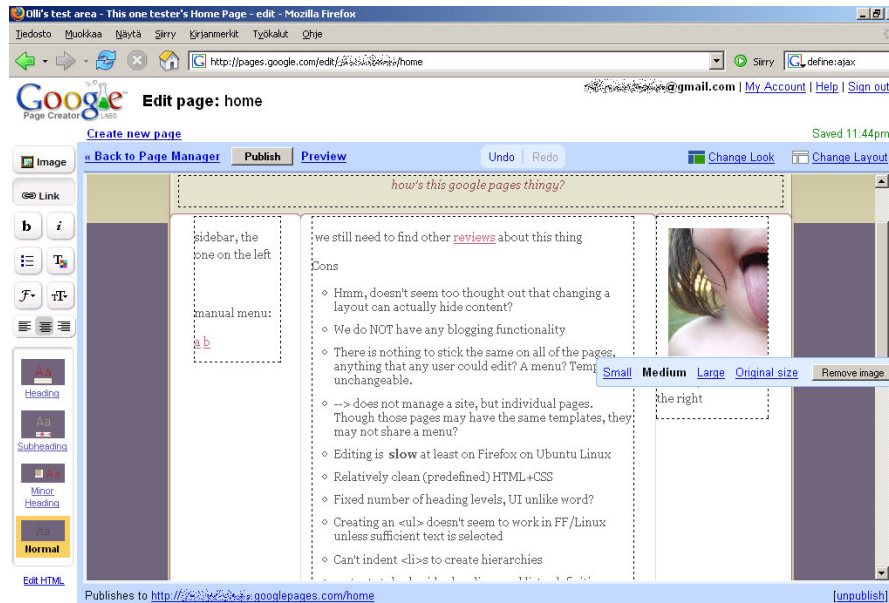 Olli's test area - This one tester's Home Page - edit - Mozilla Firefox
Tiedosto Muokkaa Näytä Siirry Kirjanmerkit Työkalut Ohje
http://pages.google.com/edit/ /home Siirry define:ajax
@gmail.com | My Account | Help | Sign out
Google Page Creator LABS
Edit page: home
Create new page
Saved 11:44pm
« Back to Page Manager Publish Preview Undo Redo Change Look Change Layout
Image
Link
b i
T
F T
Aa
Heading
Aa
Subheading
Aa
Minor
Heading
Aa
Normal
Edit HTML
how's this google pages thingy?
sidebar, the
one on the left
manual menu:
a b
we still need to find other reviews about this thing
Cons
Hmm, doesn't seem too thought out that changing a
layout can actually hide content?
We do NOT have any blogging functionality
There is nothing to stick the same on all of the pages,
anything that any user could edit? A menu?
unchangeable.
--> does not manage a site, but individual pages.
Though those pages may have the same templates, they
may not share a menu?
Editing is slow at least on Firefox on Ubuntu Linux
Relatively clean (predefined) HTML+CSS
Fixed number of heading levels, UI unlike word?
Creating an <ul> doesn't seem to work in FF/Linux
unless sufficient text is selected
Can't indent <li>s to create hierarchies
Small Medium Large Original size Remove image
the right
Publishes to http:// .googlepages.com/home [unpublish]